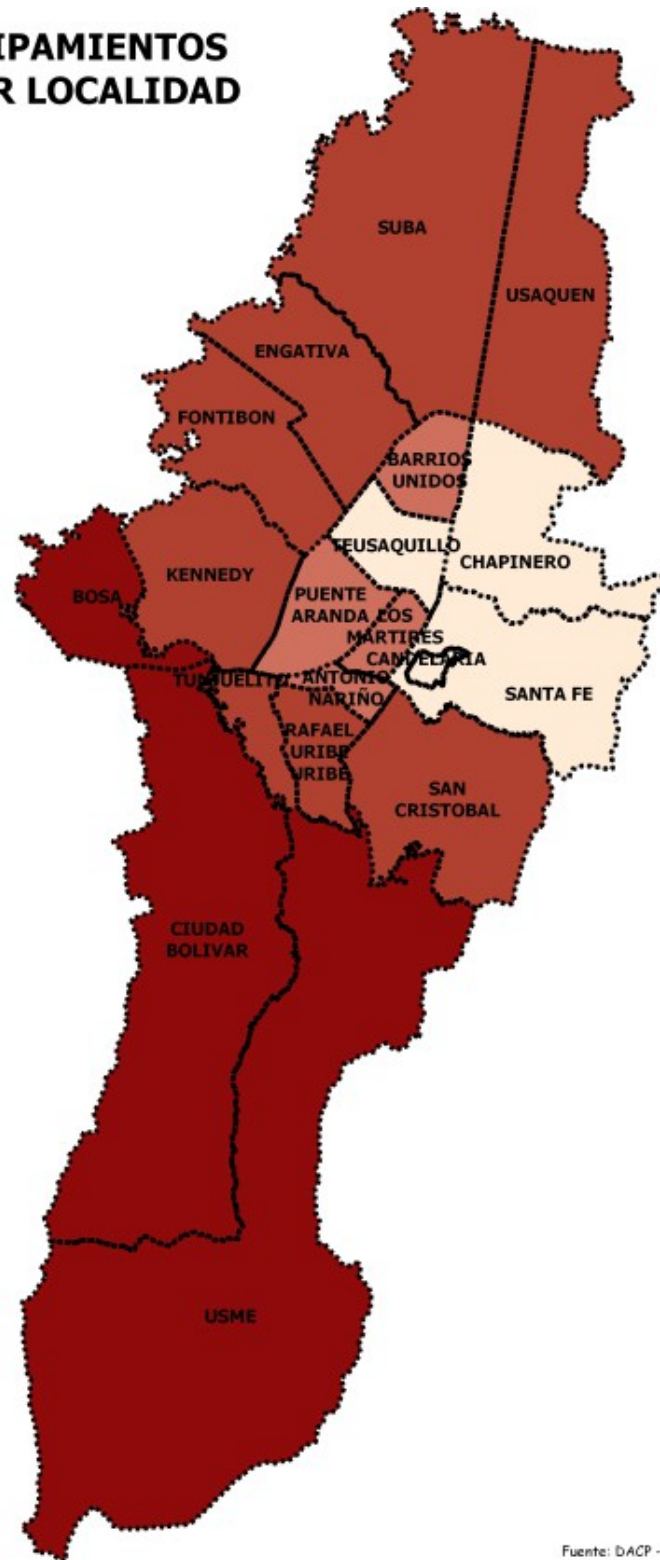 IPAMIENTOS
R LOCALIDAD
SUBA
USAQUEN
ENGATIVA
FONTIBON
BARRIOS
UNIDOS
TEUSAQUILLO
CHAPINERO
KENNEDY
BOSA
PUENTE
ARANDA
LOS
MARTIRES
CANDELARIA
TUNJUELITO
ANTONIO
NARIÑO
SANTA FE
RAFAEL
URIBE
URIBE
SAN
CRISTOBAL
CIUDAD
BOLIVAR
USME
Fuente: DACP -